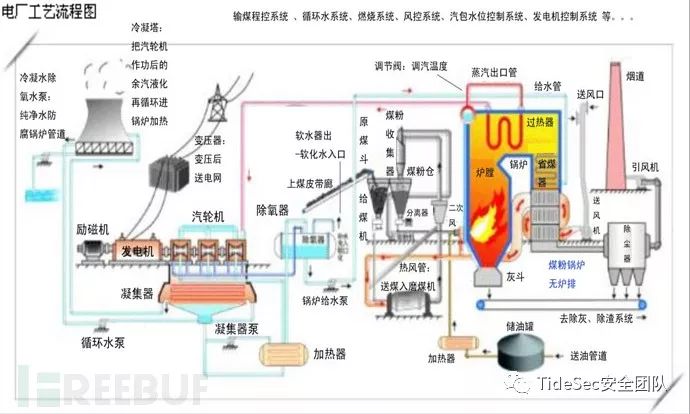 电厂工艺流程图
输煤程控系统 、循环水系统、燃烧系统、风控系统、汽包水位控制系统、发电机控制系统 等。。。
冷凝塔：
把汽轮机
作功后的
余汽液化
再循环进
锅炉加热
冷凝水除
氧水泵：
纯净水防
腐锅炉管道
变压器：
变压后
送电网
软水器出
-软化水入口
上煤皮带廊
原煤斗
给煤机
煤粉收集器
煤粉仓
分离器
二次风
调节阀：调汽温度
蒸汽出口管
给水管
送风口
烟道
过热器
锅炉
省煤器
炉膛
引风机
送风机
除尘器
励磁机
发电机
汽轮机
除氧器
除氧器
锅炉给水泵
热风管：
送煤入磨煤机
灰斗
煤粉锅炉
无炉排
去除灰、除渣系统
凝集器
凝集器泵
循环水泵
加热器
加热器
储油罐
送油管道
REEBUF
TideSec安全团队